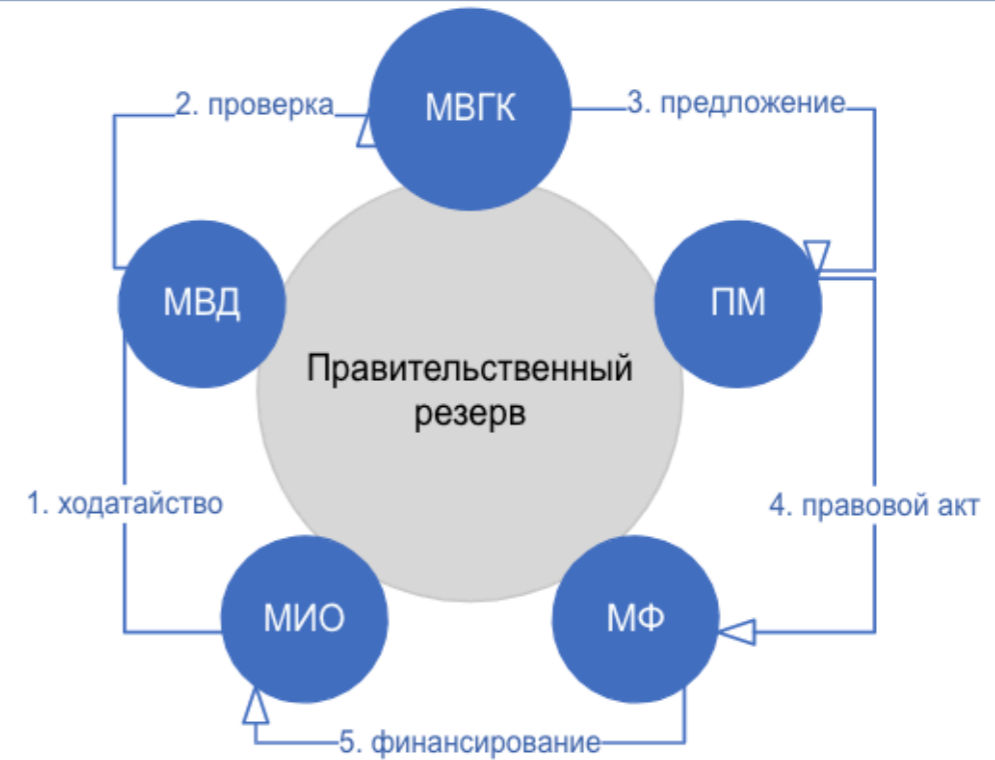 МВГК
2. проверка
3. предложение
МВД
ПМ
Правительственный
резерв
1. ходатайство
4. правовой акт
МИО
МФ
5. финансирование